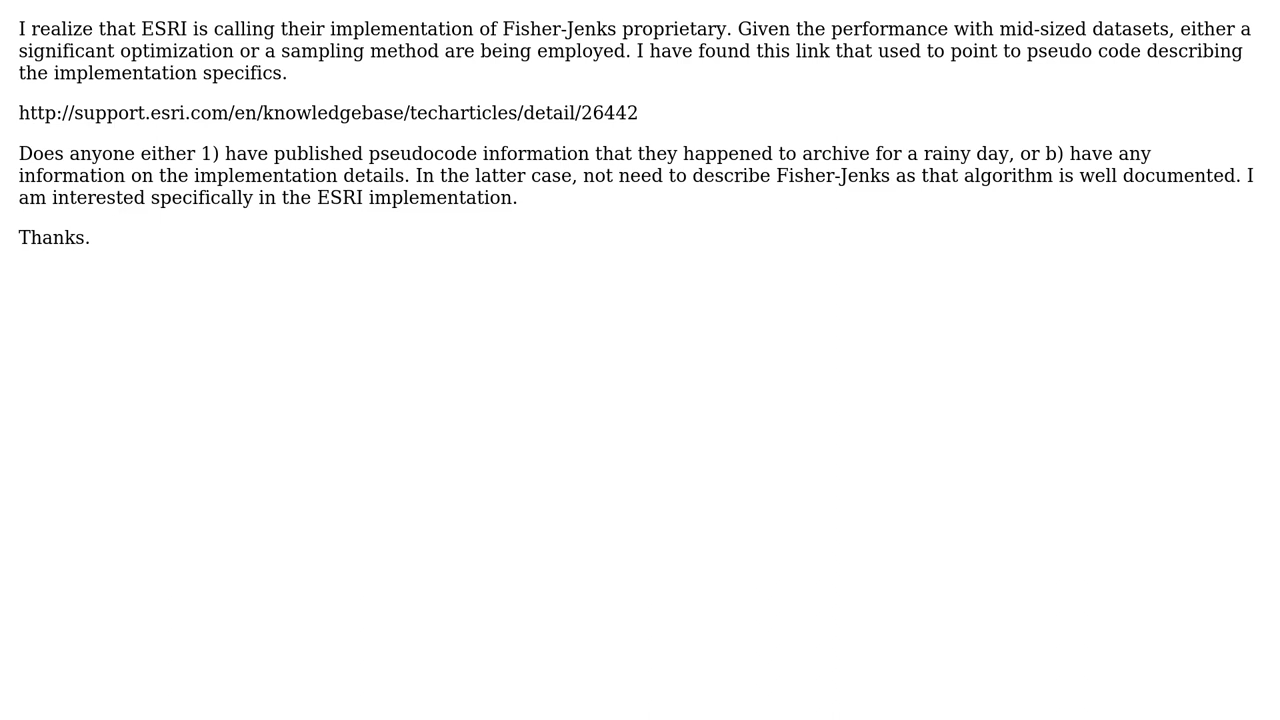 I realize that ESRI is calling their implementation of Fisher-Jenks proprietary. Given the performance with mid-sized datasets, either a
significant optimization or a sampling method are being employed. I have found this link that used to point to pseudo code describing
the implementation specifics.
http://support.esri.com/en/knowledgebase/techarticles/detail/26442
Does anyone either 1) have published pseudocode information that they happened to archive for a rainy day, or b) have any
information on the implementation details. In the latter case, not need to describe Fisher-Jenks as that algorithm is well documented. I
am interested specifically in the ESRI implementation.
Thanks.